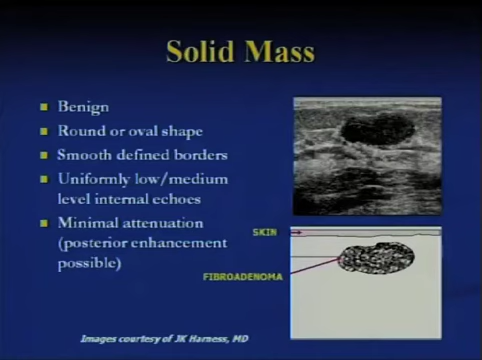 Solid Mass
Benign
Round or oval shape
Smooth defined borders
Uniformly low/medium
level internal echoes
Minimal attenuation
(posterior enhancement
possible)
SKIN
FIBROADENOMA
Images courtesy of JK Harness, MD